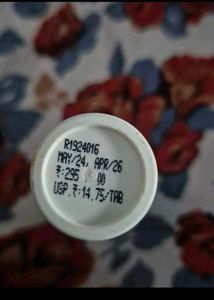 R1924016
MAY/24, APR/26
₹:295 . 00
USP.₹:14.75/TAB